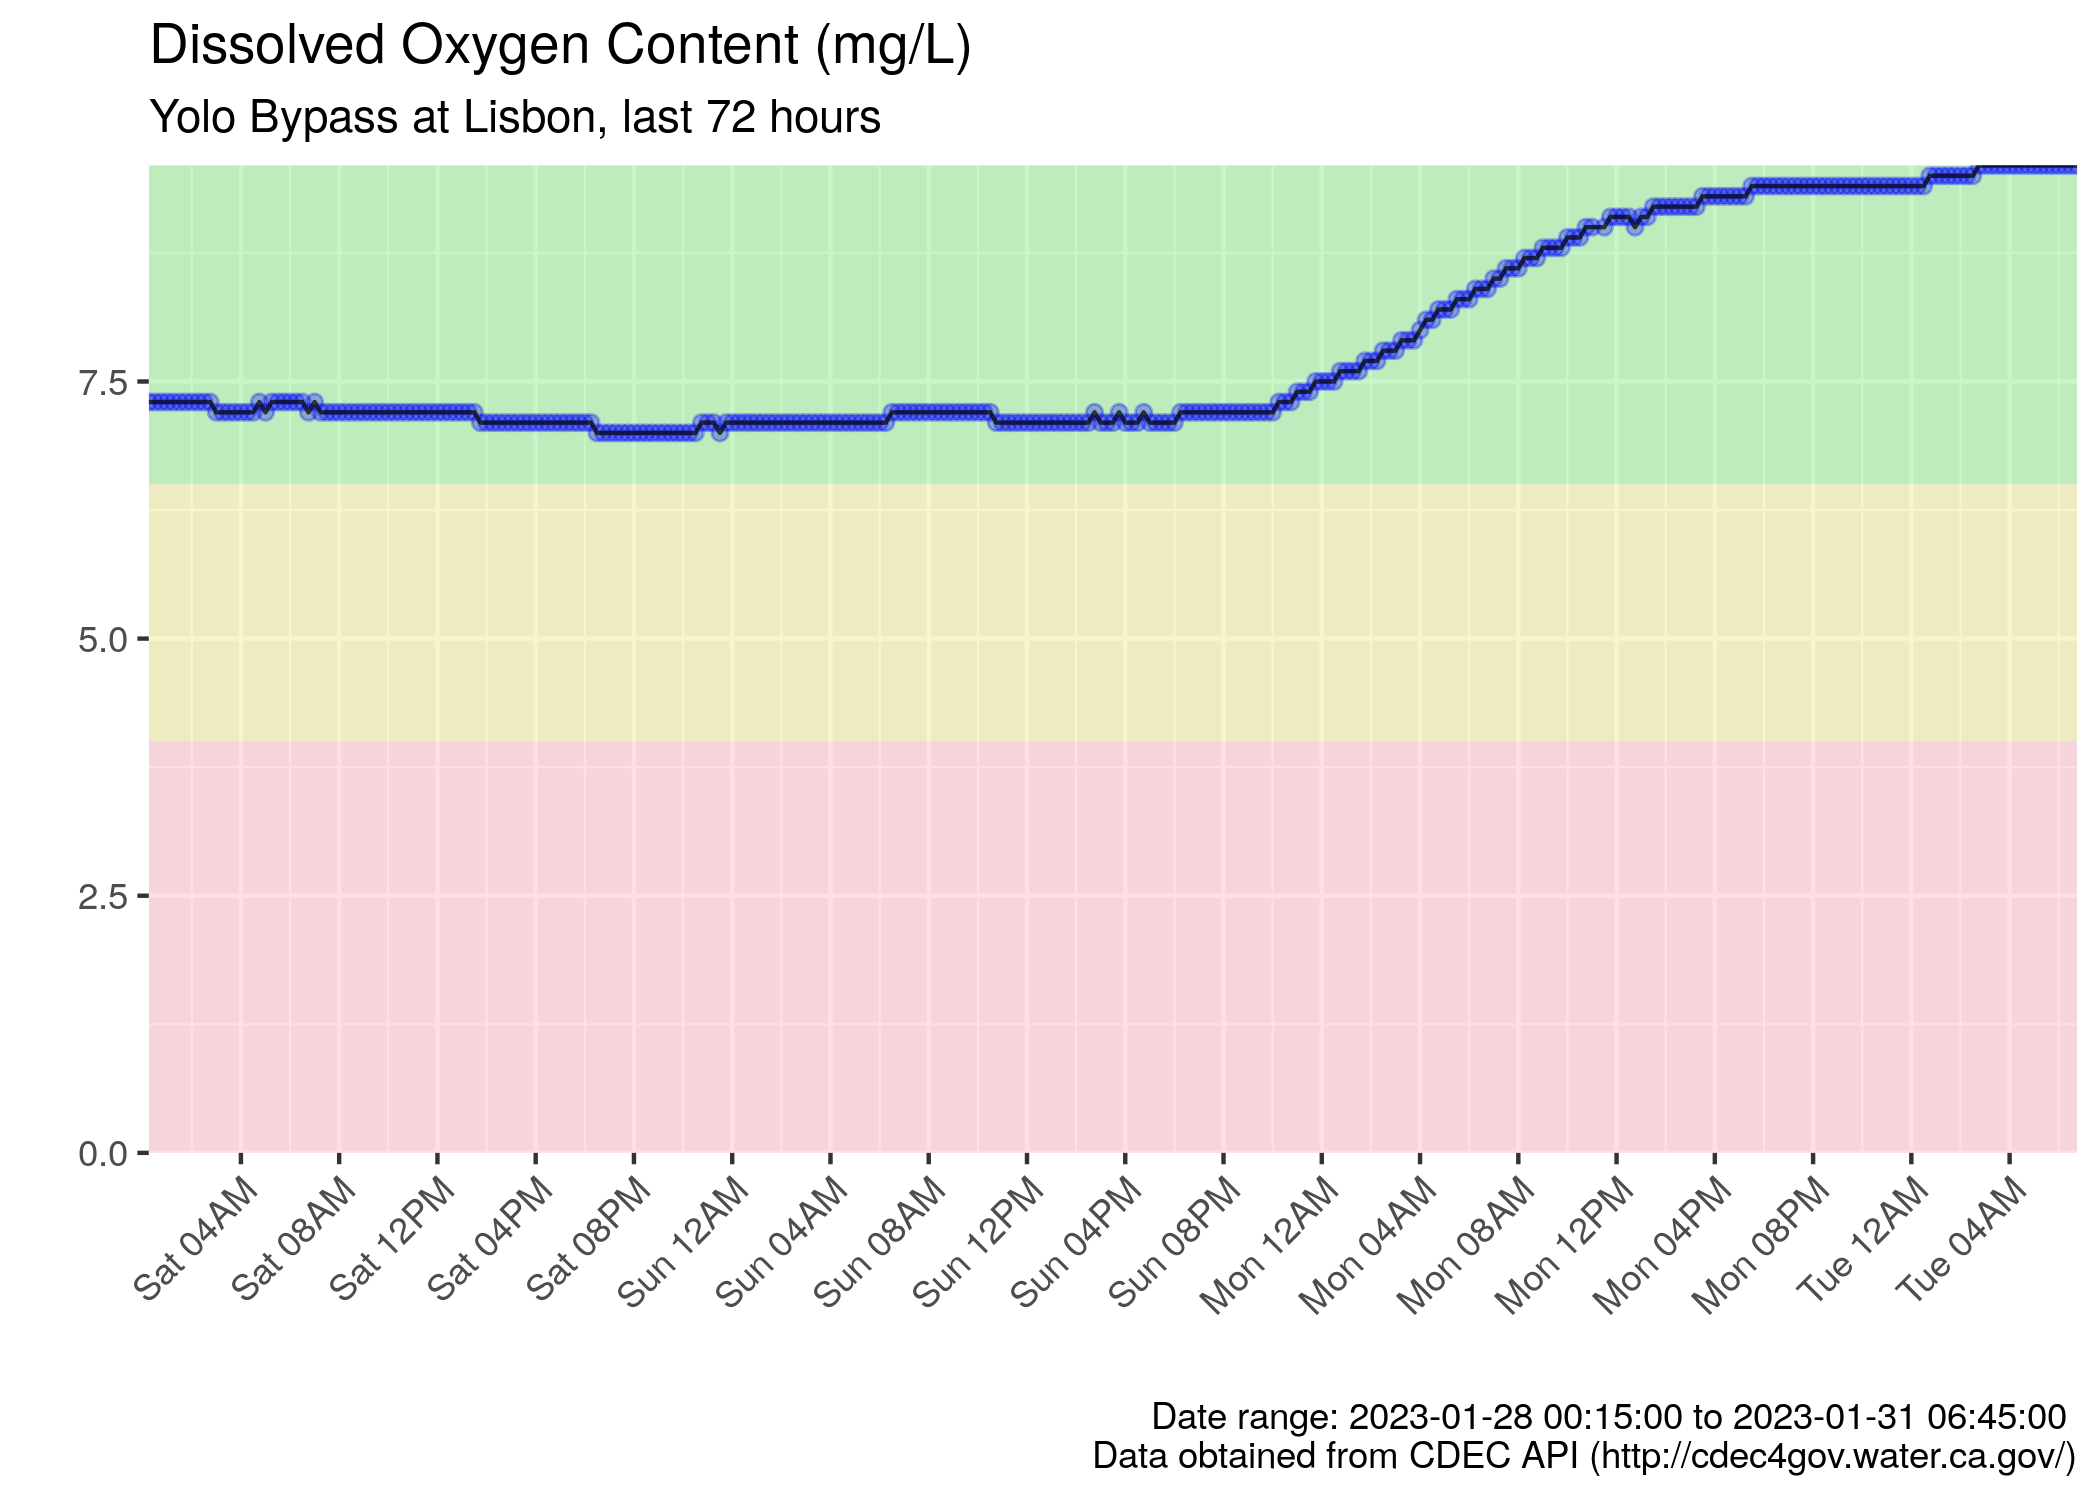 Dissolved Oxygen Content (mg/L)
Yolo Bypass at Lisbon, last 72 hours
7.5
5.0
2.5
0.0
Sat 04AM
Sat 08AM
Sat 12PM
Sat 04PM
Sat 08PM
Sun 12AM
Sun 04AM
Sun 08AM
Sun 12PM
Sun 04PM
Sun 08PM
Mon 12AM
Mon 04AM
Mon 08AM
Mon 12PM
Mon 04PM
Mon 08PM
Tue 12AM
Tue 04AM
Date range: 2023-01-28 00:15:00 to 2023-01-31 06:45:00
Data obtained from CDEC API (http://cdec4gov.water.ca.gov/)